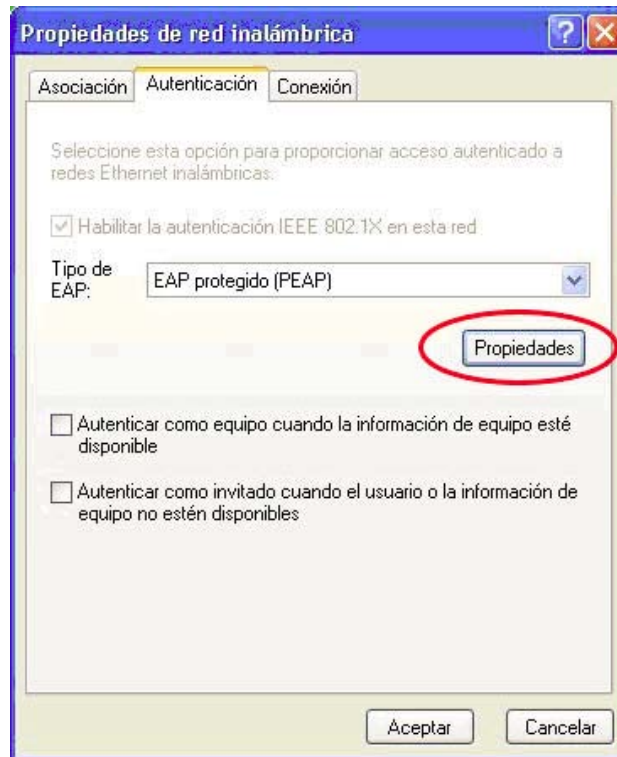 Propiedades de red inalámbrica
Asociación Autenticación Conexión
Seleccione esta opción para proporcionar acceso autenticado a
redes Ethernet inalámbricas.
Habilitar la autenticación IEEE 802.1X en esta red
Tipo de
EAP:
EAP protegido (PEAP)
Propiedades
Autenticar como equipo cuando la información de equipo esté
disponible
Autenticar como invitado cuando el usuario o la información de
equipo no estén disponibles
Aceptar Cancelar